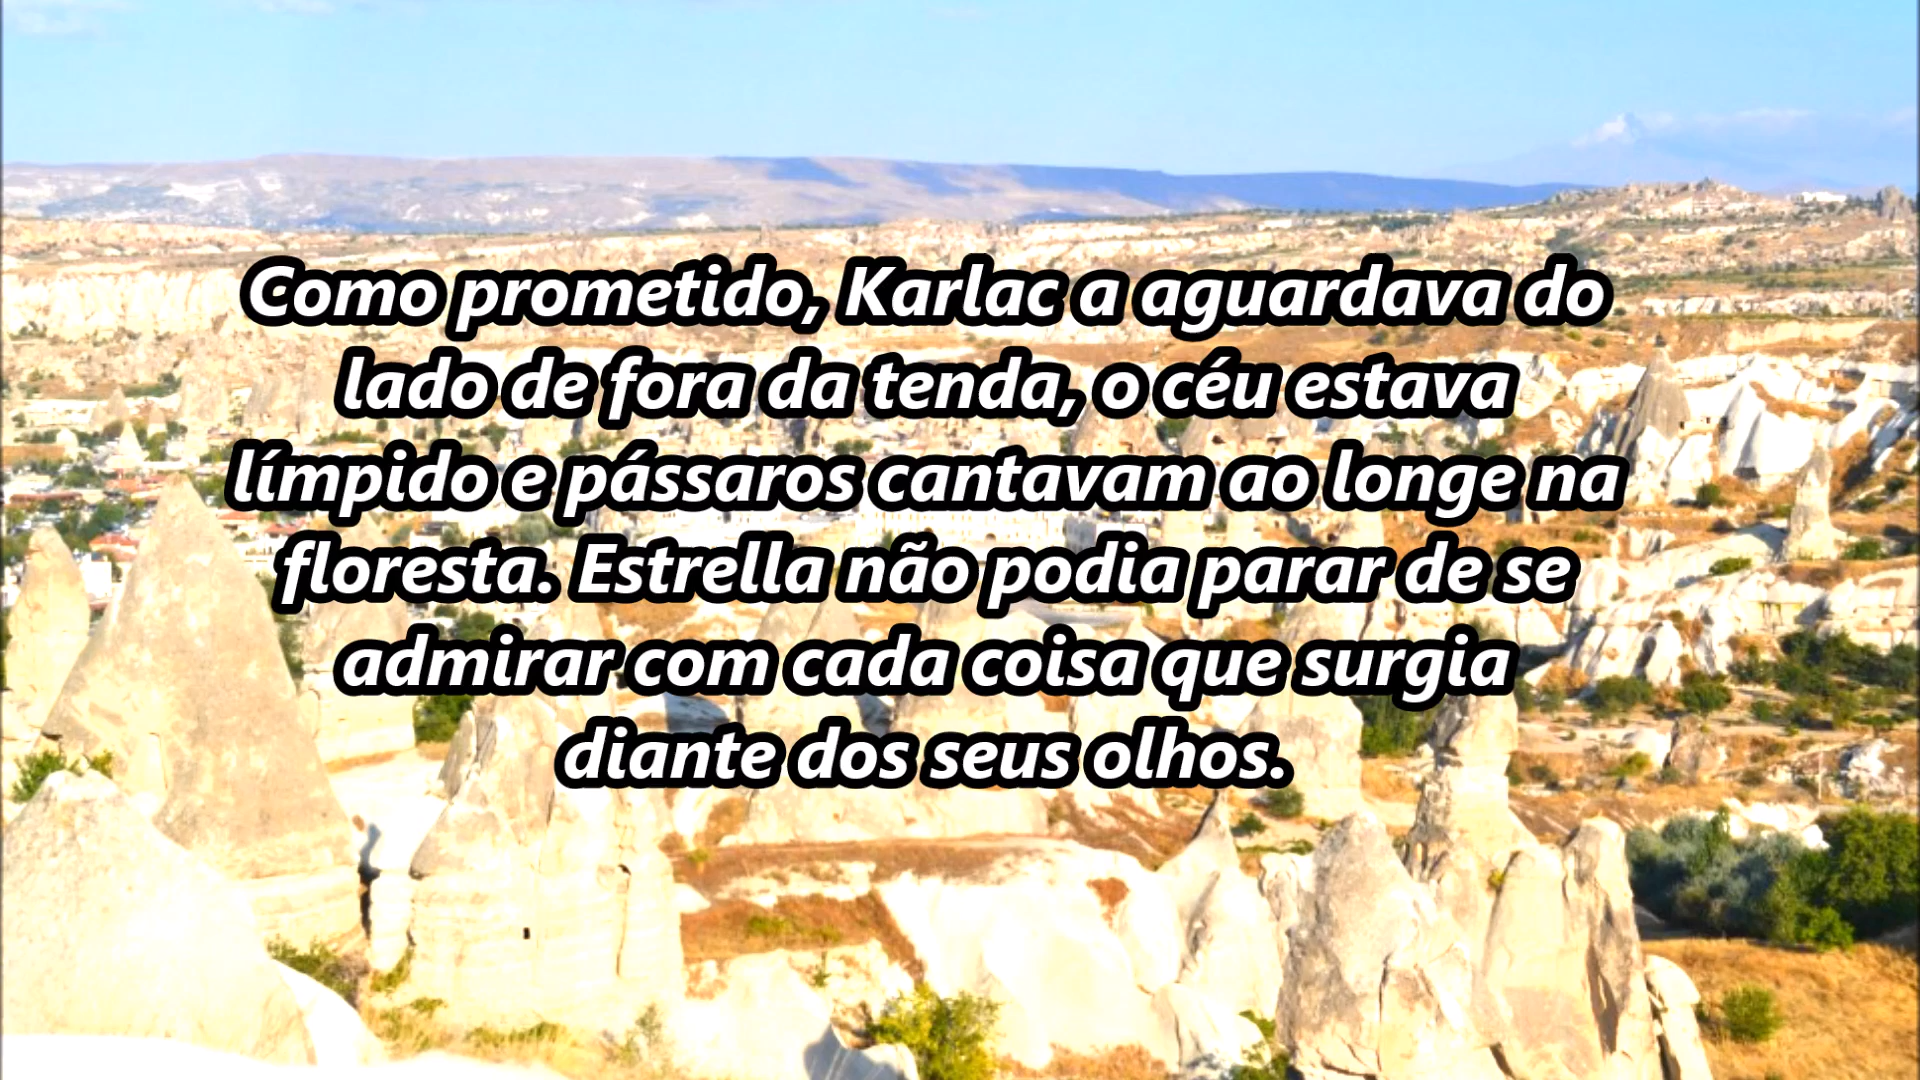 Como prometido, Karlac a aguardava do
lado de fora da tenda, o céu estava
límpido e pássaros cantavam ao longe na
floresta. Estrella não podia parar de se
admirar com cada coisa que surgia
diante dos seus olhos.